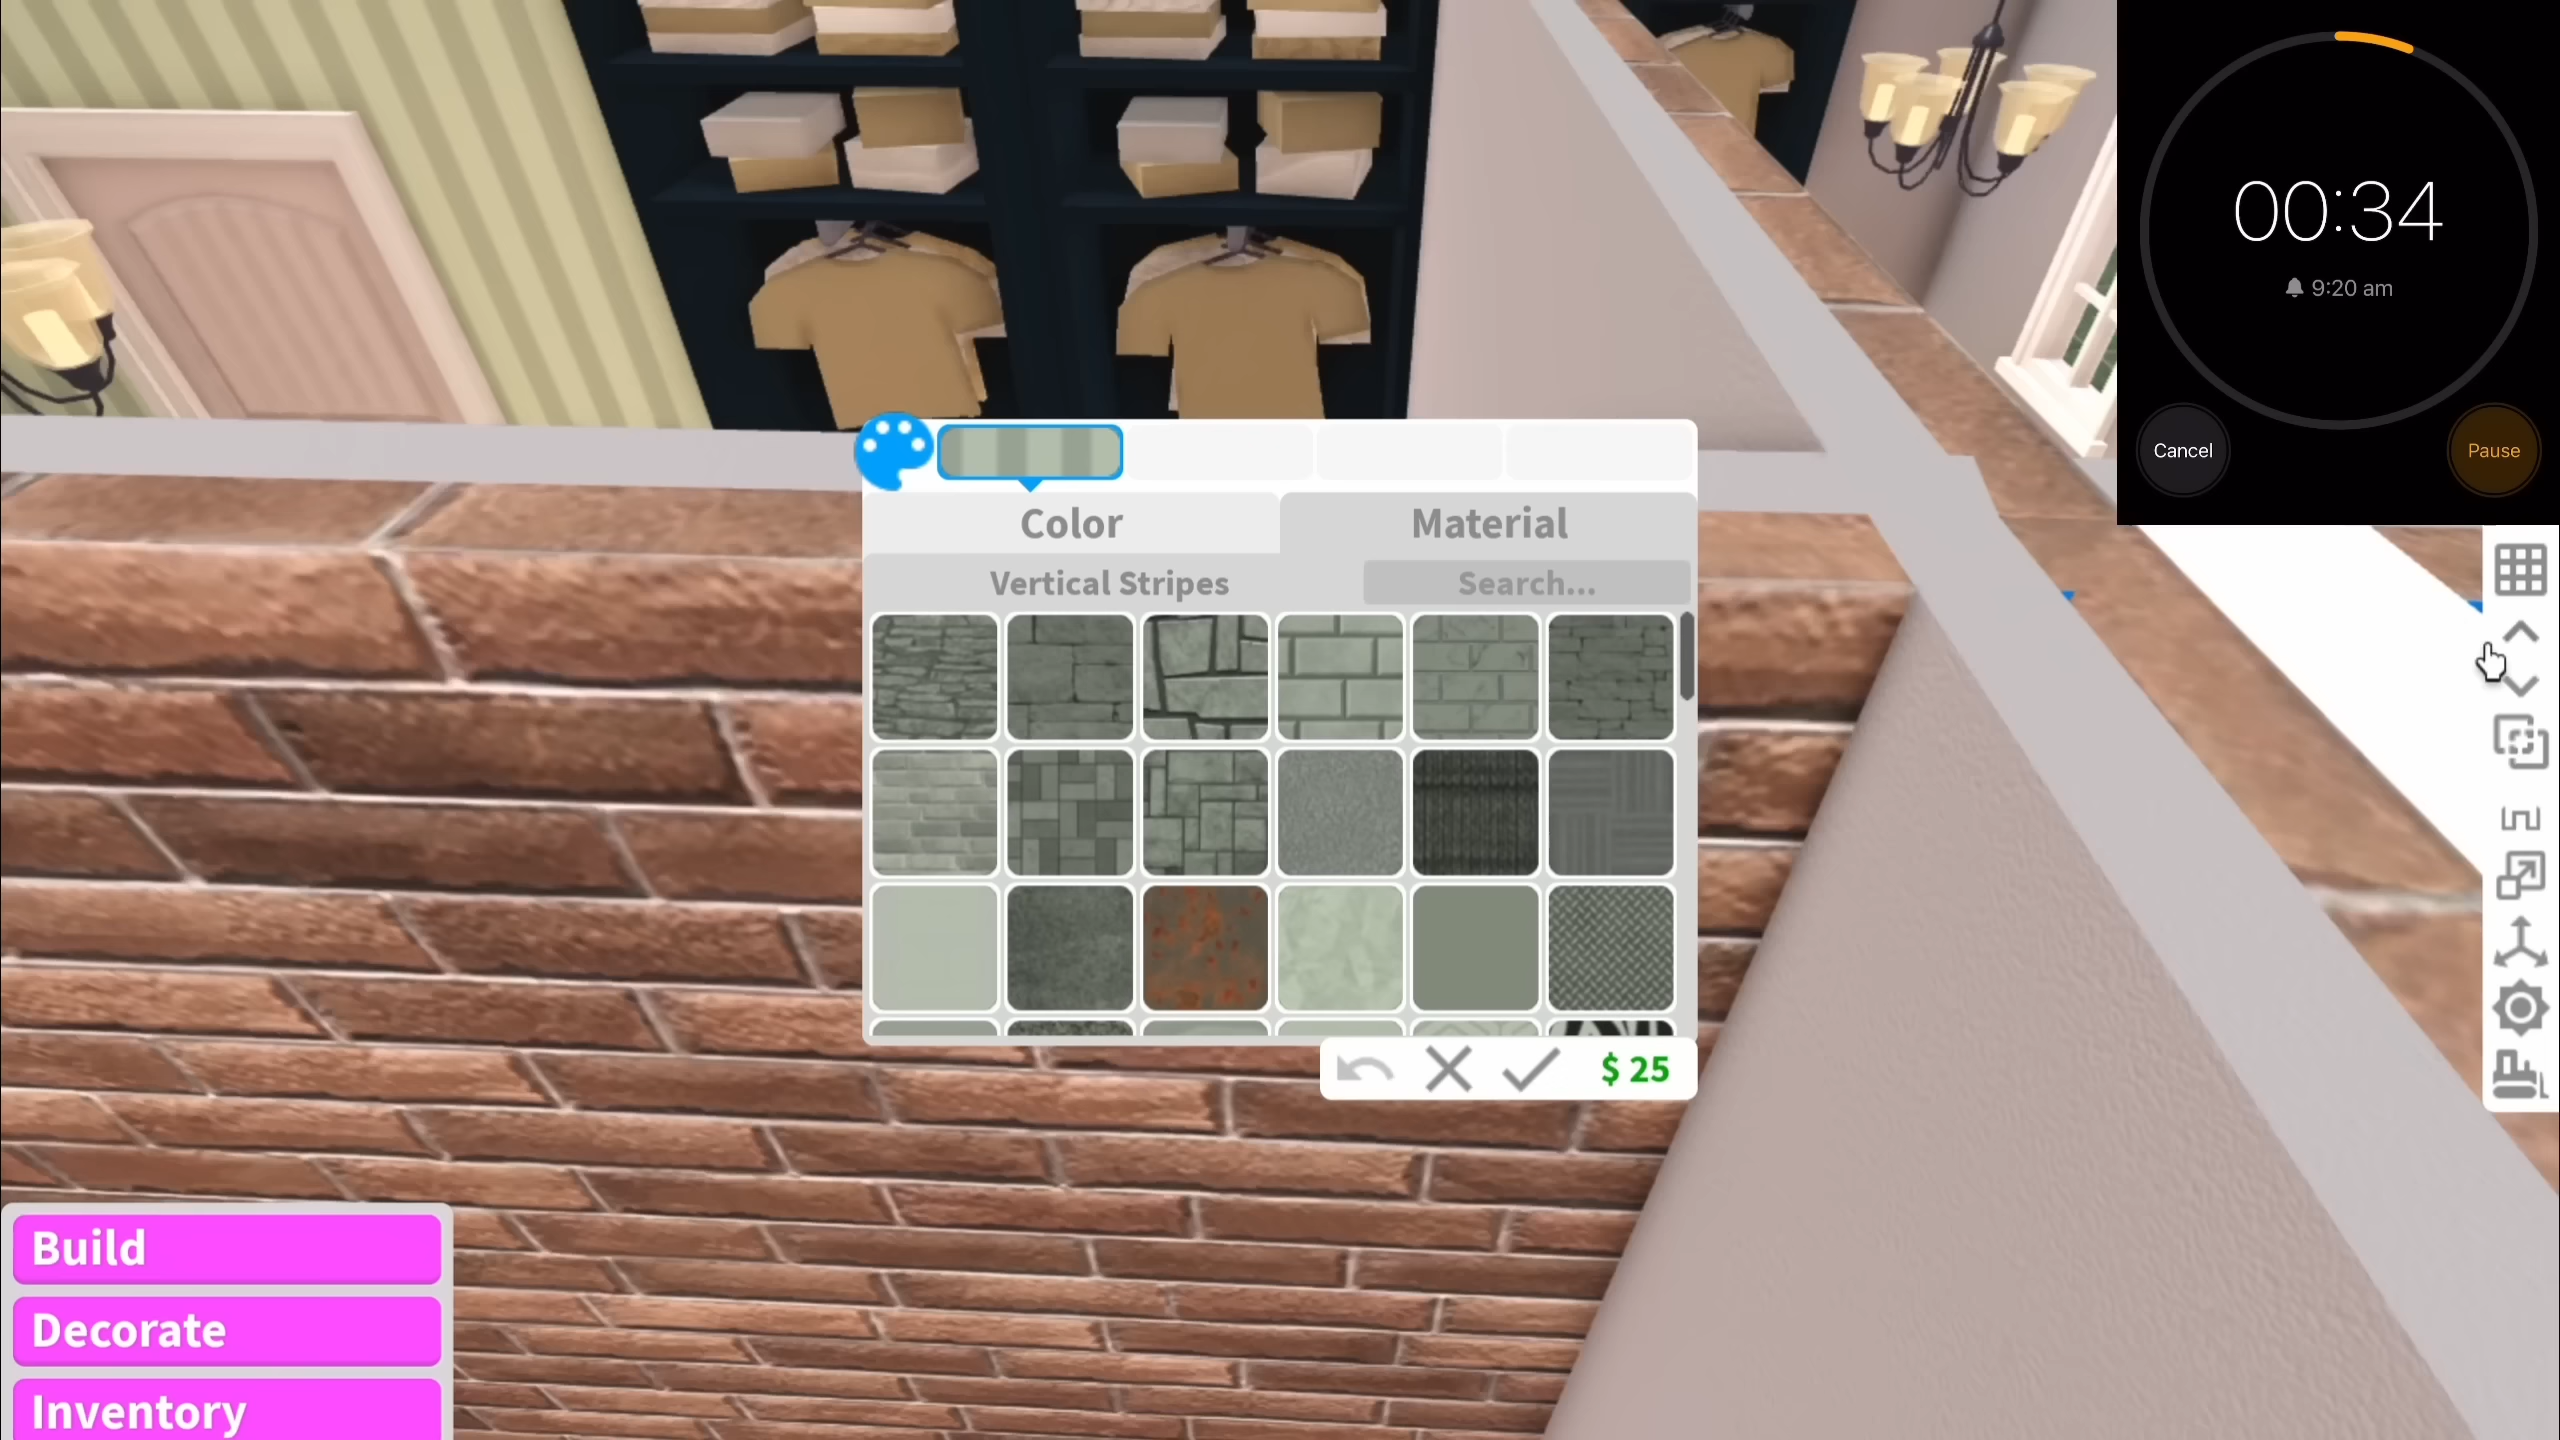 00:34
9:20 am
Cancel
Pause
Color
Material
Vertical Stripes
Search...
$ 25
Build
Decorate
Inventory